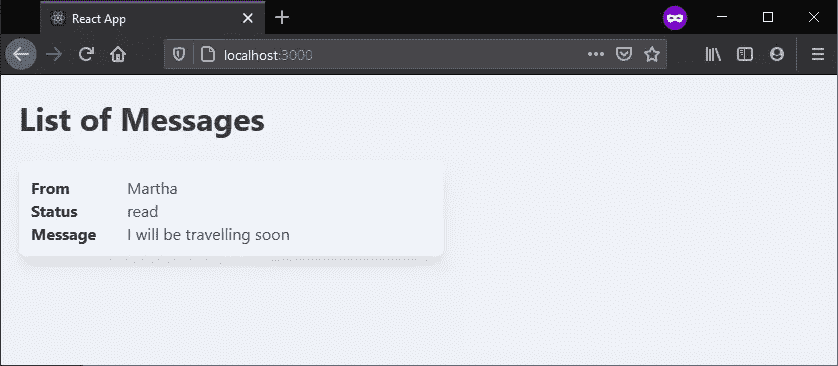 React App
localhost:3000
List of Messages
From Martha
Status read
Message I will be travelling soon